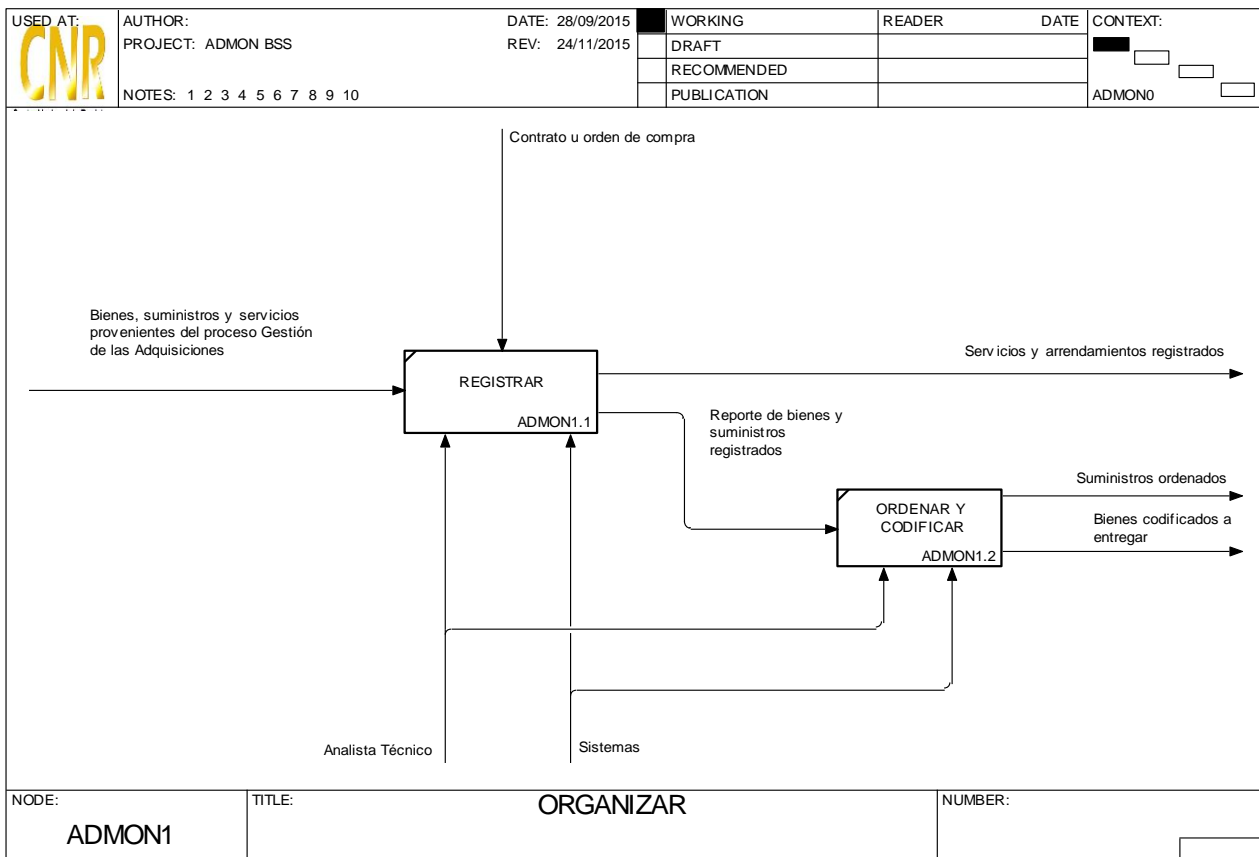 USED AT:
CNR
AUTHOR:
DATE: 28/09/2015
PROJECT: ADMON BSS
REV: 24/11/2015
NOTES: 1 2 3 4 5 6 7 8 9 10
WORKING
DRAFT
RECOMMENDED
PUBLICATION
READER
DATE
CONTEXT:
ADMON0
Contrato u orden de compra
Bienes, suministros y servicios
provenientes del proceso Gestión
de las Adquisiciones
REGISTRAR
ADMON1.1
Servicios y arrendamientos registrados
Reporte de bienes y
suministros
registrados
Suministros ordenados
ORDENAR Y
CODIFICAR
ADMON1.2
Bienes codificados a
entregar
Analista Técnico
Sistemas
NODE:
ADMON1
TITLE:
ORGANIZAR
NUMBER: